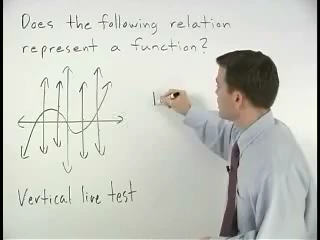 Does the following relation
represent a function?
Vertical line test